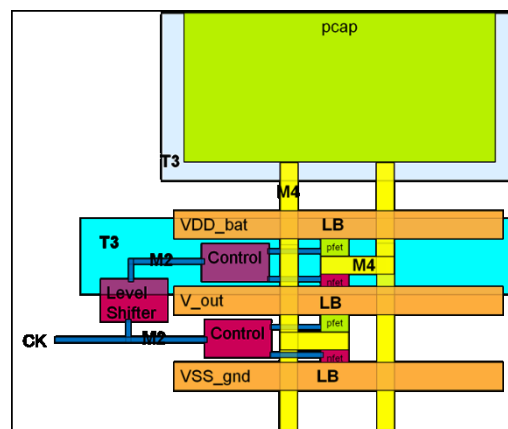 pcap
T3
M4
VDD_bat LB
T3
pfet
M2 Control
M4
nfet
Level
Shifter
V_out LB
pfet
CK M2 Control
nfet
VSS_gnd LB